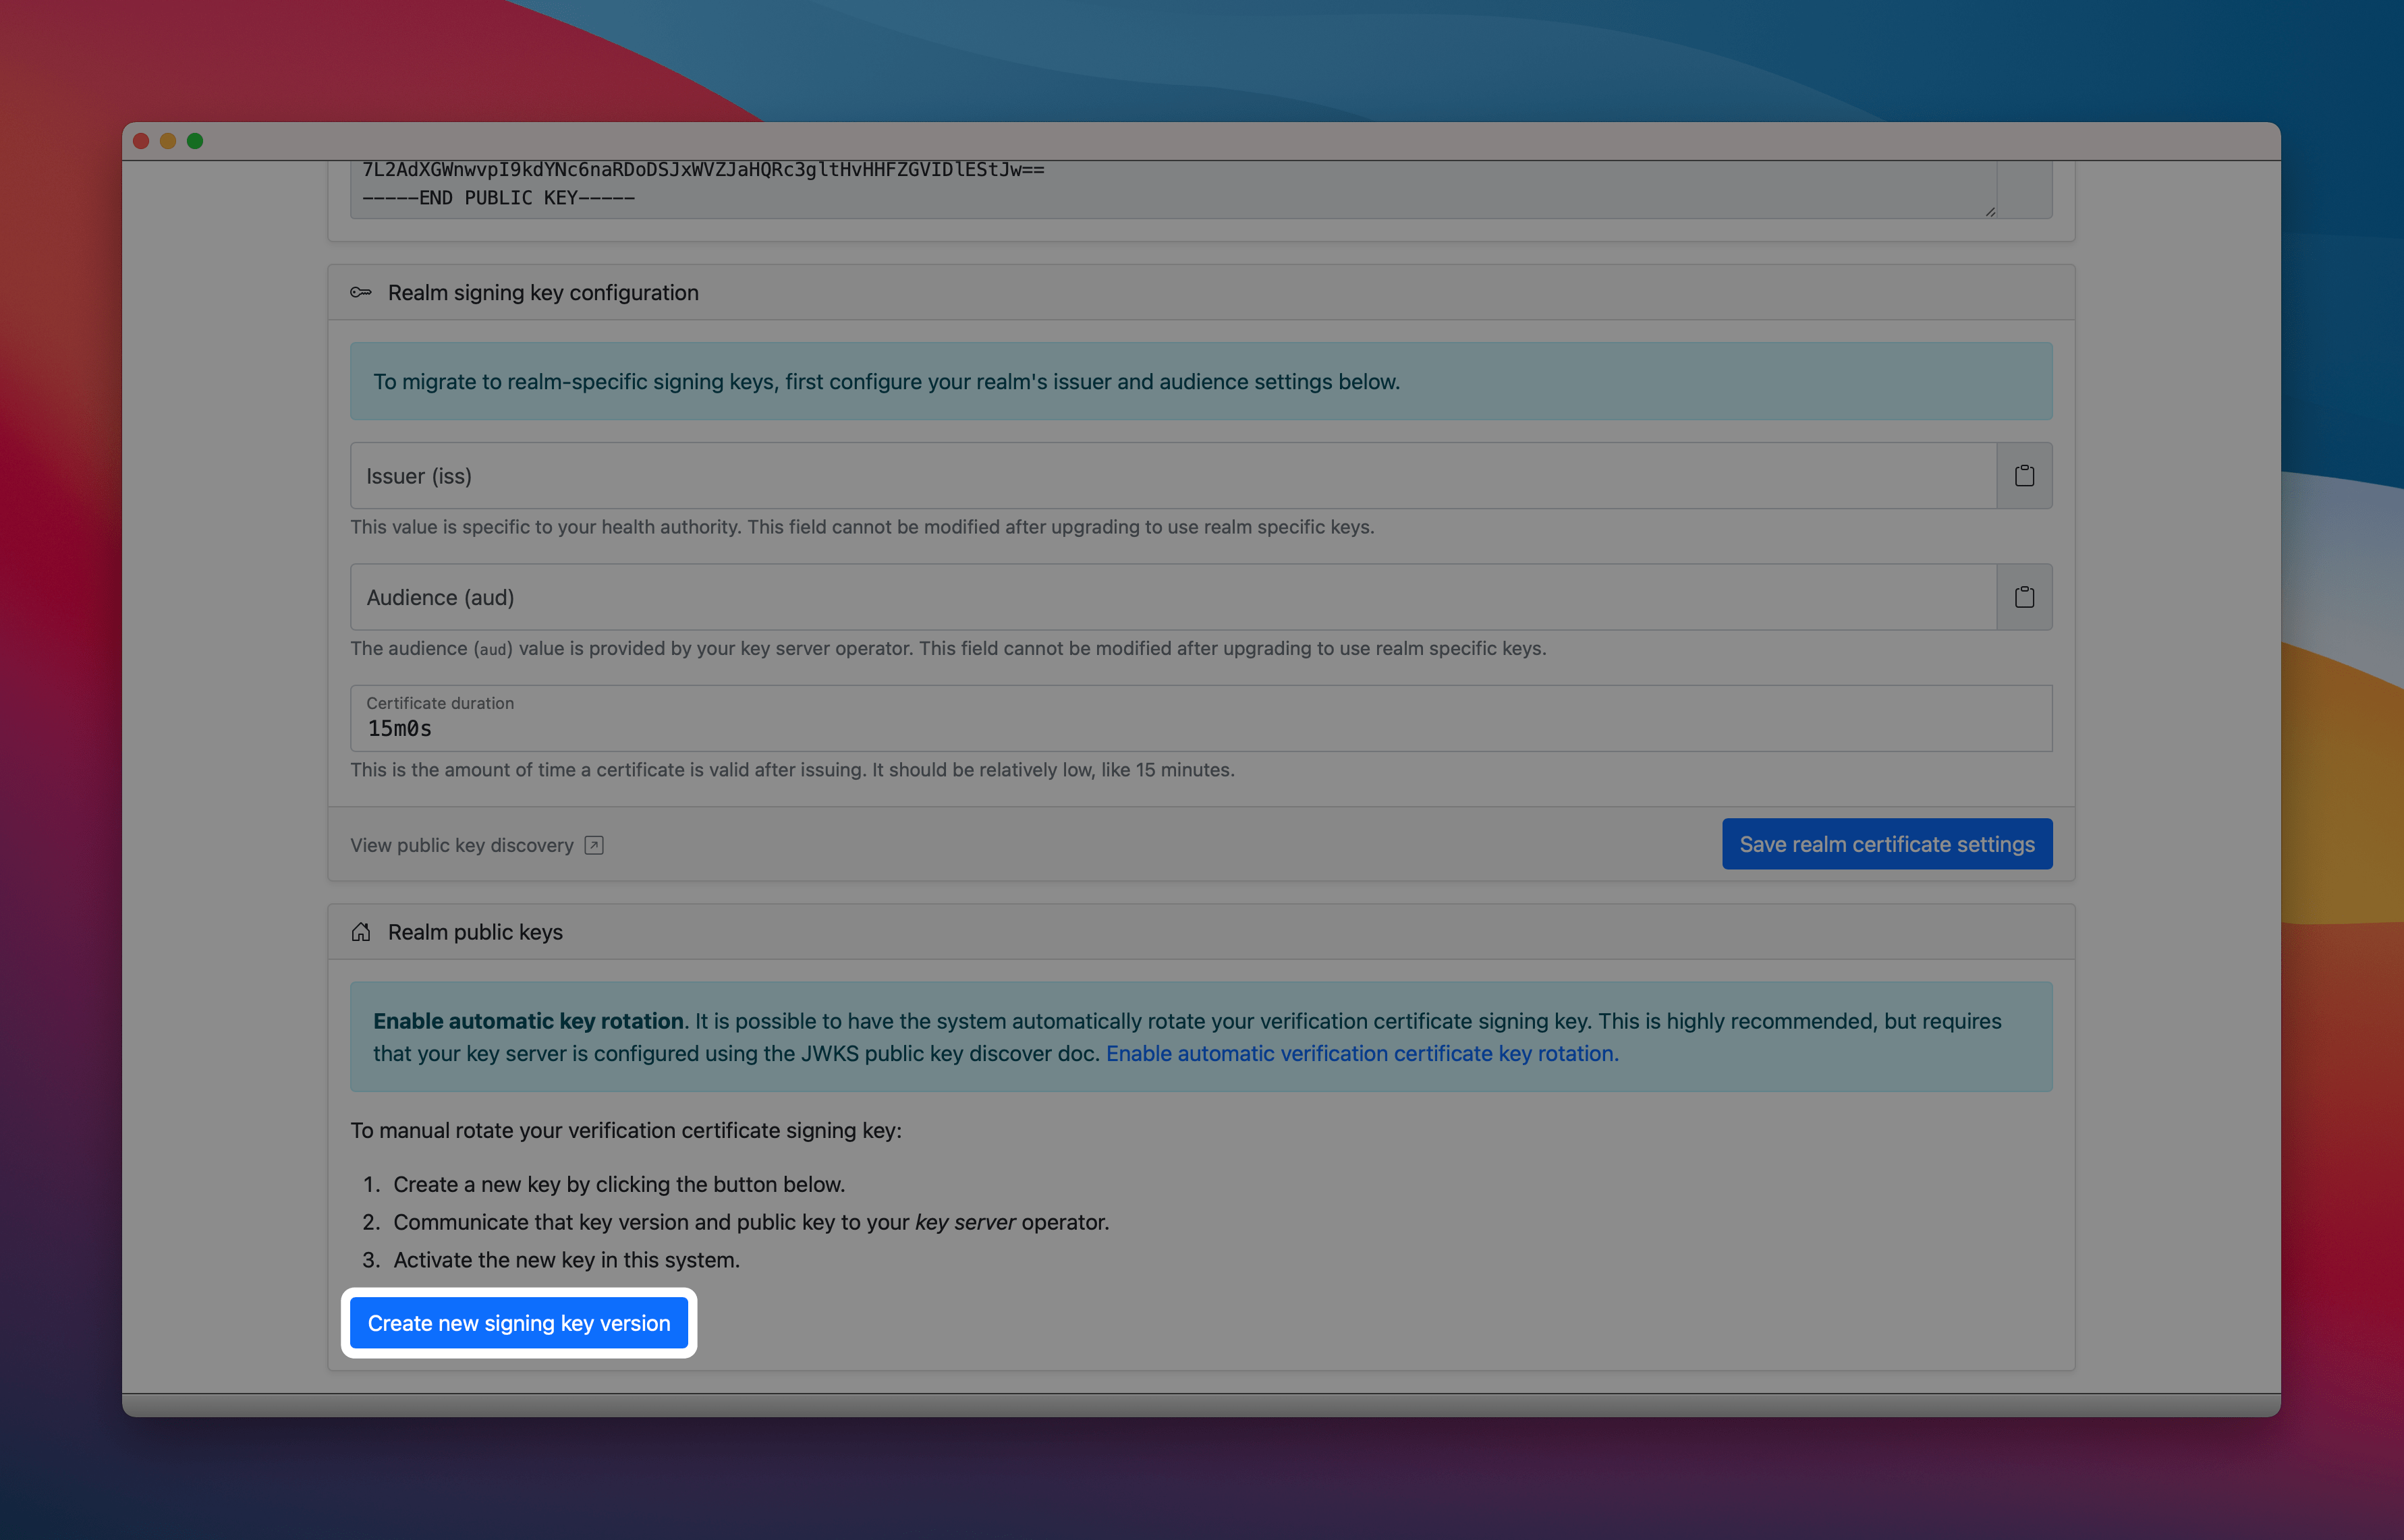 7L2AdXGWnwvpI9kdYNc6naRDoDSJxWVZJaHQRc3gltHvHHFZGVIDlEStJw==
-----END PUBLIC KEY-----
Realm signing key configuration
To migrate to realm-specific signing keys, first configure your realm's issuer and audience settings below.
Issuer (iss)
This value is specific to your health authority. This field cannot be modified after upgrading to use realm specific keys.
Audience (aud)
The audience (aud) value is provided by your key server operator. This field cannot be modified after upgrading to use realm specific keys.
Certificate duration
15m0s
This is the amount of time a certificate is valid after issuing. It should be relatively low, like 15 minutes.
View public key discovery
Save realm certificate settings
Realm public keys
Enable automatic key rotation. It is possible to have the system automatically rotate your verification certificate signing key. This is highly recommended, but requires
that your key server is configured using the JWKS public key discover doc. Enable automatic verification certificate key rotation.
To manual rotate your verification certificate signing key:
1. Create a new key by clicking the button below.
2. Communicate that key version and public key to your key server operator.
3. Activate the new key in this system.
Create new signing key version